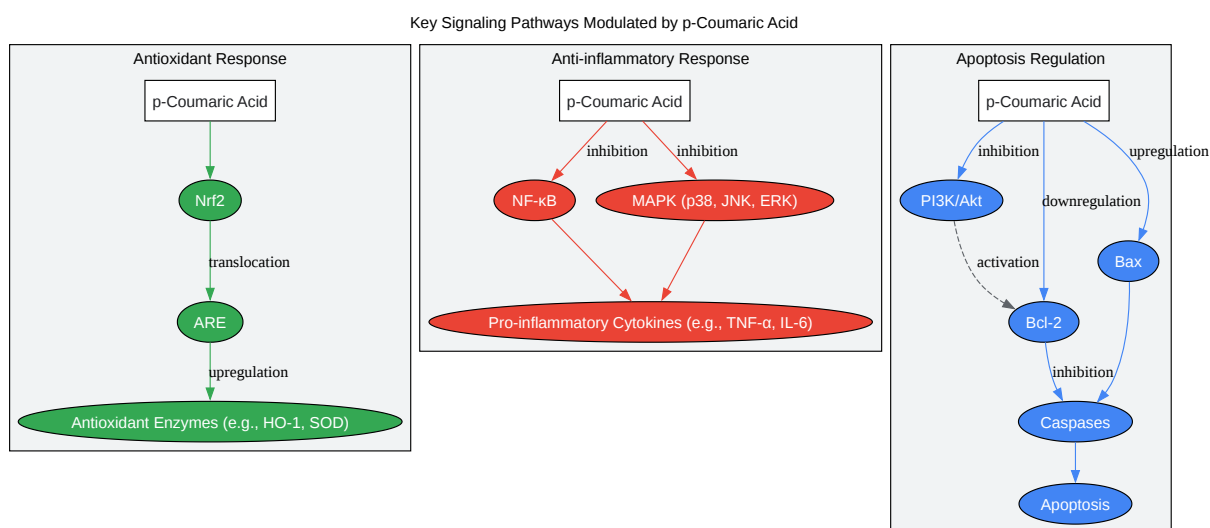 Key Signaling Pathways Modulated by p-Coumaric Acid
Antioxidant Response
p-Coumaric Acid
Nrf2
translocation
ARE
upregulation
Antioxidant Enzymes (e.g., HO-1, SOD)
Anti-inflammatory Response
p-Coumaric Acid
inhibition
inhibition
NF-κB
MAPK (p38, JNK, ERK)
Pro-inflammatory Cytokines (e.g., TNF-α, IL-6)
Apoptosis Regulation
p-Coumaric Acid
inhibition
upregulation
PI3K/Akt
downregulation
activation
Bax
Bcl-2
inhibition
Caspases
Apoptosis